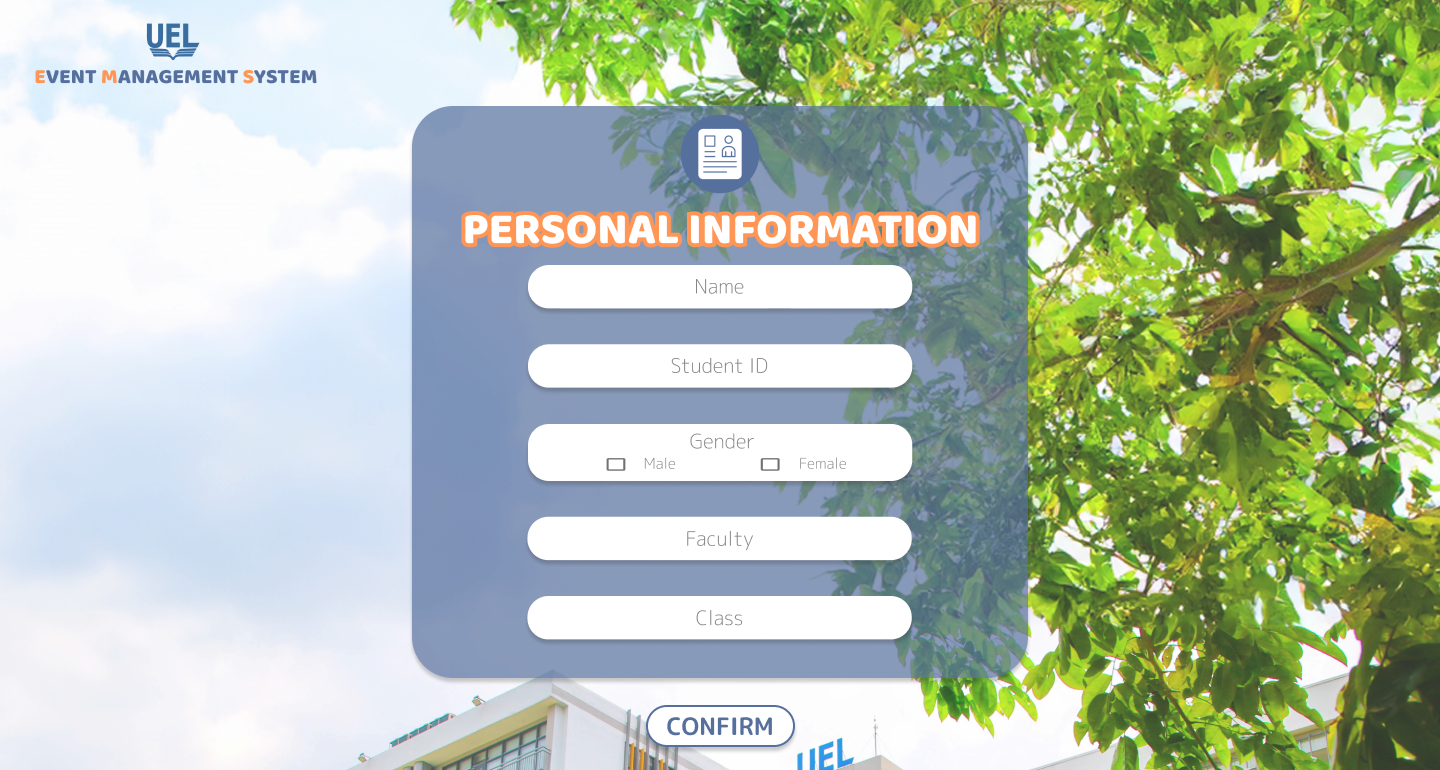 UEL
EVENT MANAGEMENT SYSTEM
PERSONAL INFORMATION
Name
Student ID
Gender
Male Female
Faculty
Class
CONFIRM
UEL